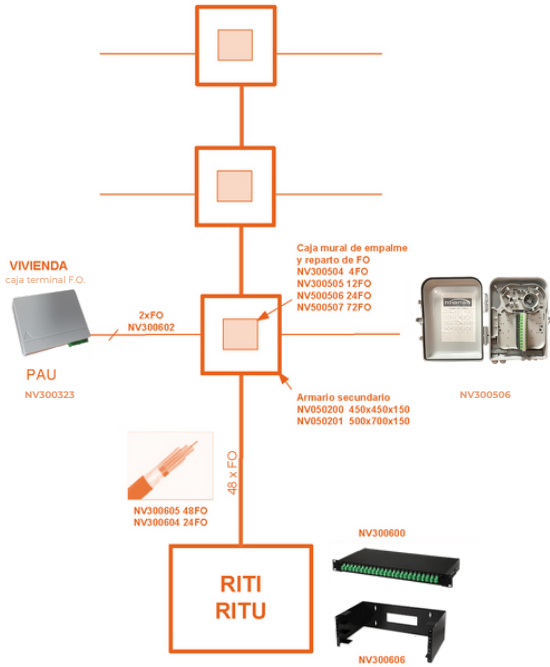 Caja mural de empalme
y reparto de FO
NV300504 4FO
NV300505 12FO
NV500506 24FO
NV500507 72FO
VIVIENDA
caja terminal F.O.
2xFO
NV300602
PAU
NV300323
NV300506
Armario secundario
NV050200 450x450x150
NV050201 500x700x150
48 x FO
NV300605 48FO
NV300604 24FO
RITI
RITU
NV300600
NV300606